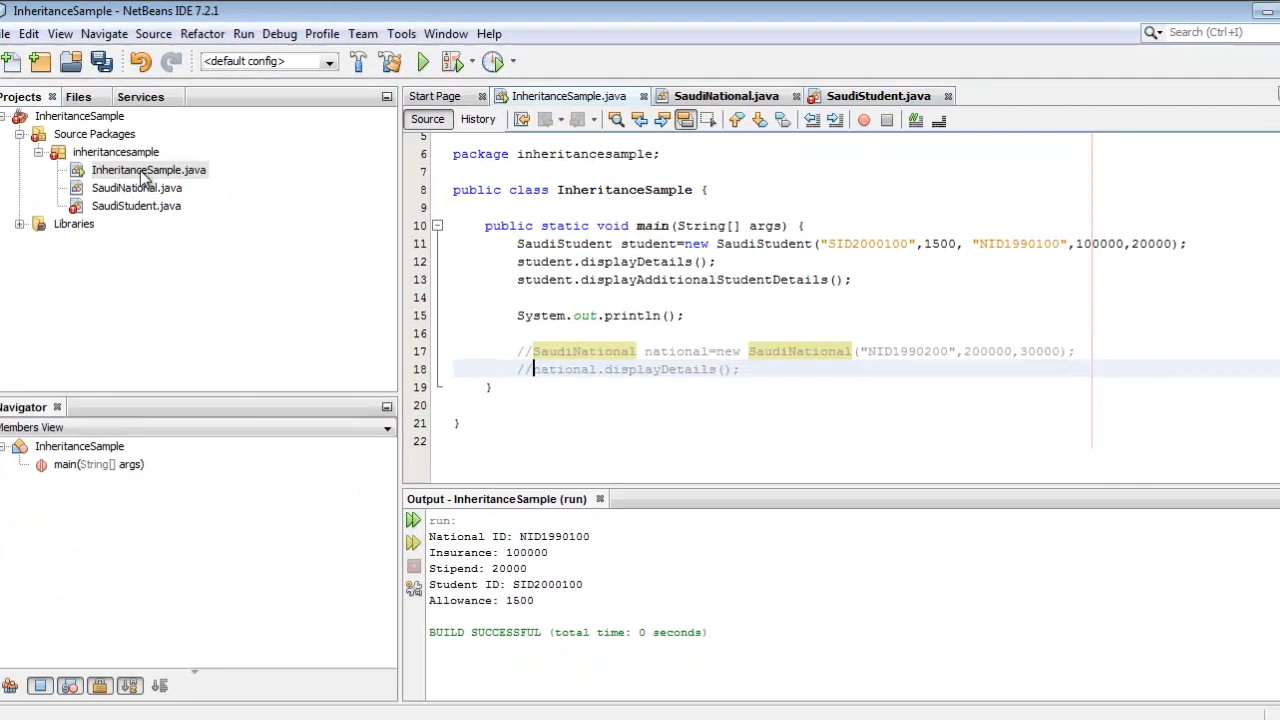 InheritanceSample - NetBeans IDE 7.2.1
Edit View Navigate Source Refactor Run Debug Profile Team Tools Window Help
Search (Ctrl+I)
<default config>
Projects Files Services
Start Page InheritanceSample.java SaudiNational.java SaudiStudent.java
Source History
InheritanceSample
Source Packages
inheritancesample
InheritanceSample.java
SaudiNational.java
SaudiStudent.java
Libraries
Navigator
Members View
InheritanceSample
main(String[] args)
5
6 package inheritancesample;
7
8 public class InheritanceSample {
9
10 public static void main(String[] args) {
11 SaudiStudent student=new SaudiStudent("SID2000100",1500, "NID1990100",100000,20000);
12 student.displayDetails();
13 student.displayAdditionalStudentDetails();
14
15 System.out.println();
16
17 //SaudiNational national=new SaudiNational("NID1990200",200000,30000);
18 //national.displayDetails();
19 }
20
21 }
22
Output - InheritanceSample (run)
run:
National ID: NID1990100
Insurance: 100000
Stipend: 20000
Student ID: SID2000100
Allowance: 1500
BUILD SUCCESSFUL (total time: 0 seconds)